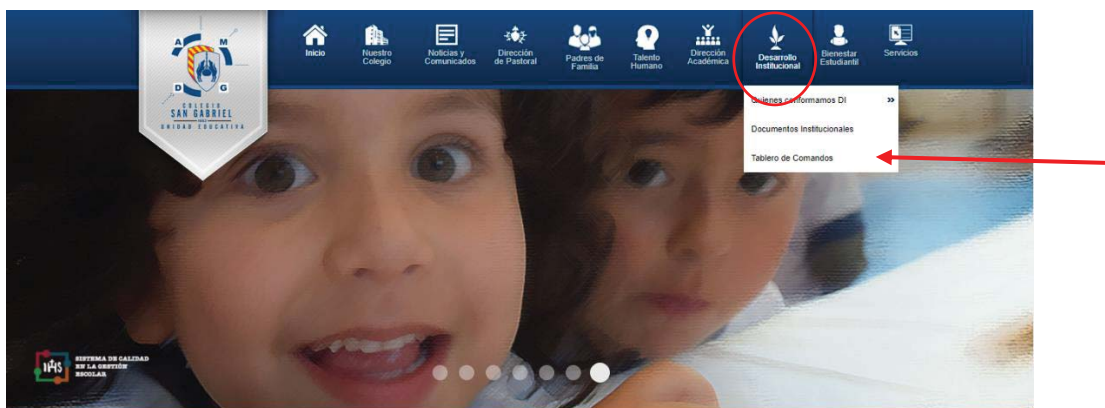 A M
D G
COLEGIO
SAN GABRIEL
UNIDAD EDUCATIVA
Inicio
Nuestro
Colegio
Noticias y
Comunicados
Dirección
de Pastoral
Padres de
Familia
Talento
Humano
Dirección
Académica
Desarrollo
Institucional
Bienestar
Estudiantil
Servicios
Quienes conformamos DI »
Documentos Institucionales
Tablero de Comandos
SISTEMA DE CALIDAD
EN LA GESTIÓN
ESCOLAR